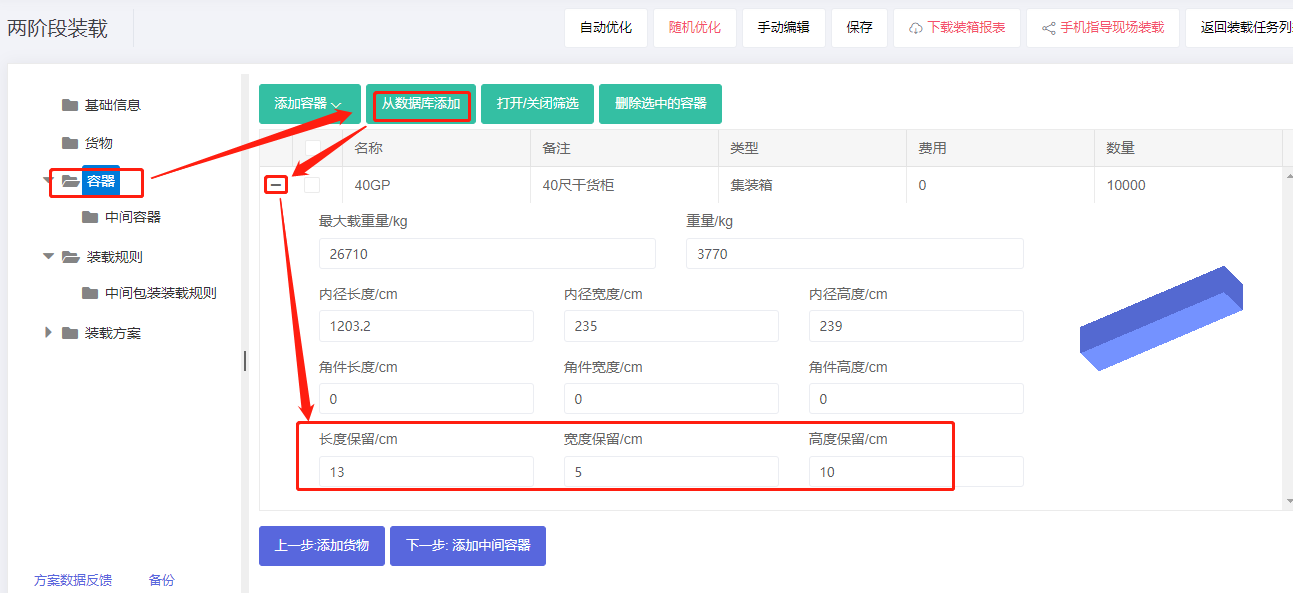 两阶段装载
自动优化 随机优化 手动编辑 保存 下载装箱报表 手机指导现场装载 返回装载任务列
基础信息
货物
容器
中间容器
装载规则
中间包装装载规则
装载方案
方案数据反馈 备份
添加容器 从数据库添加 打开/关闭筛选 删除选中的容器
名称 备注 类型 费用 数量
40GP 40尺干货柜 集装箱 0 10000
最大载重量/kg 重量/kg
26710 3770
内径长度/cm 内径宽度/cm 内径高度/cm
1203.2 235 239
角件长度/cm 角件宽度/cm 角件高度/cm
0 0 0
长度保留/cm 宽度保留/cm 高度保留/cm
13 5 10
上一步:添加货物 下一步: 添加中间容器